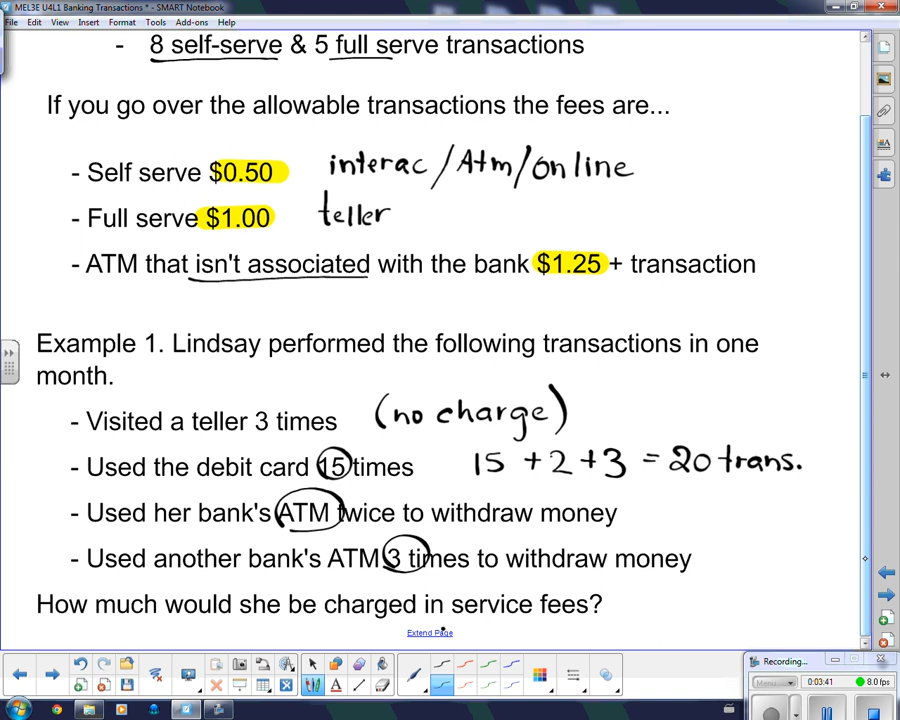 MEL3E U4L1 Banking Transactions * - SMART Notebook
File Edit View Insert Format Tools Add-ons Help
- 8 self-serve & 5 full serve transactions
If you go over the allowable transactions the fees are...
- Self serve $0.50 interac/Atm/online
- Full serve $1.00 teller
- ATM that isn't associated with the bank $1.25 + transaction
Example 1. Lindsay performed the following transactions in one
month.
- Visited a teller 3 times (no charge)
- Used the debit card 15 times 15 + 2 + 3 = 20 trans.
- Used her bank's ATM twice to withdraw money
- Used another bank's ATM 3 times to withdraw money
How much would she be charged in service fees?
Extend Page
Recording...
Menu 0:03:41 8.0 fps